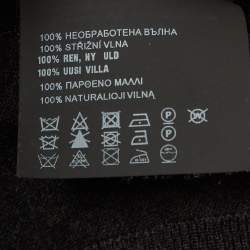 100% НЕОБРАБОТЕНА ВЪЛНА
100% STŘIŽNÍ VLNA
100% REN, NY ULD
100% UUSI VILLA
100% ΠΑΡΘΕΝΟ ΜΑΛΛΙ
100% NATURALIOJI VILNA